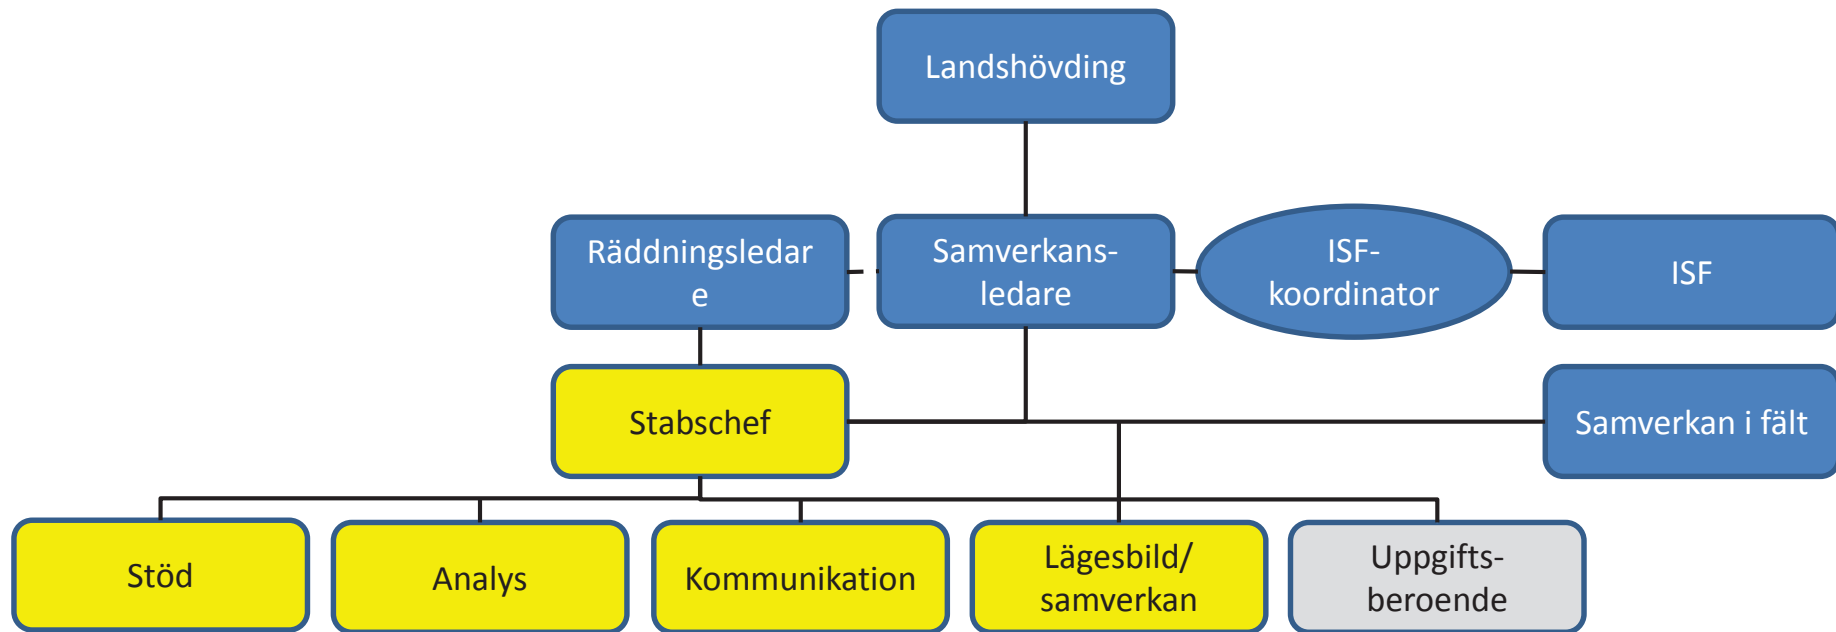 Landshövding
Räddningsledar
e
Samverkans-
ledare
ISF-
koordinator
ISF
Stabschef
Samverkan i fält
Stöd
Analys
Kommunikation
Lägesbild/
samverkan
Uppgifts-
beroende